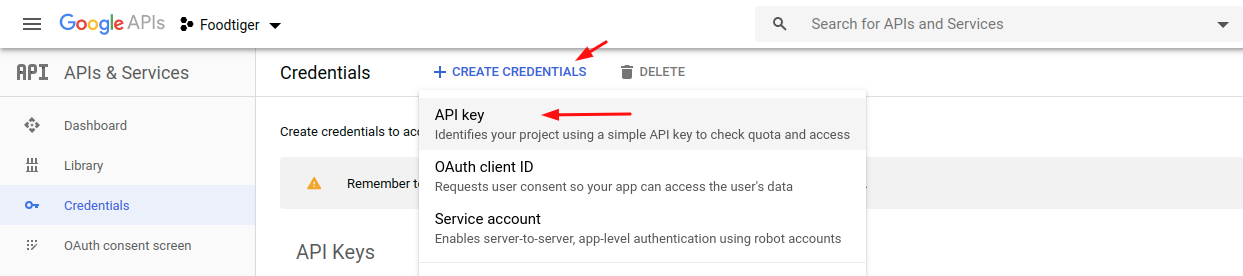 Google APIs Foodtiger Search for APIs and Services
API APIs & Services
Credentials + CREATE CREDENTIALS DELETE
Dashboard
Library
Credentials
OAuth consent screen
Create credentials to
Remember
API Keys
API key
Identifies your project using a simple API key to check quota and access
OAuth client ID
Requests user consent so your app can access the user's data
Service account
Enables server-to-server, app-level authentication using robot accounts